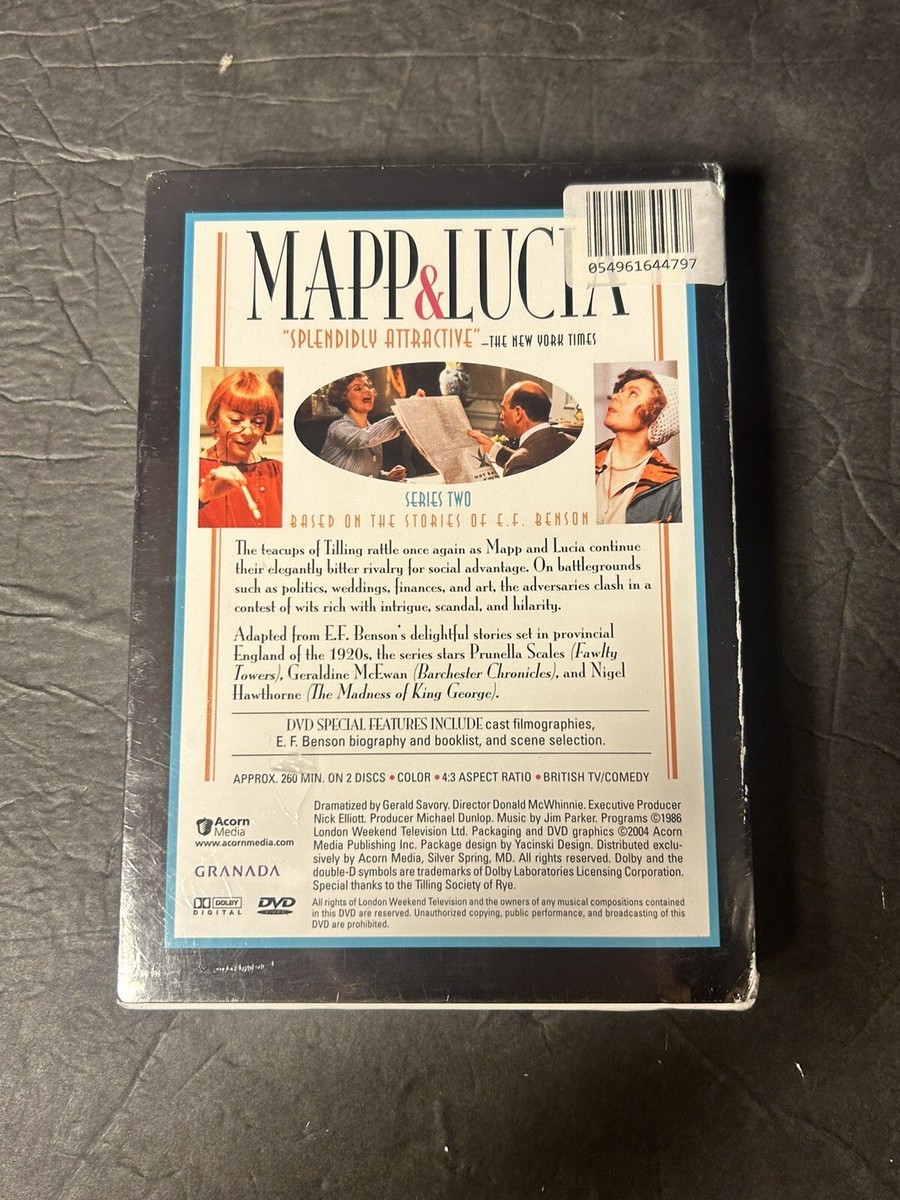 054961644797
MAPP & LUCIA
"SPLENDIDLY ATTRACTIVE" –THE NEW YORK TIMES
SERIES TWO
BASED ON THE STORIES OF E.F. BENSON
The teacups of Tilling rattle once again as Mapp and Lucia continue
their elegantly bitter rivalry for social advantage. On battlegrounds
such as politics, weddings, finances, and art, the adversaries clash in a
contest of wits rich with intrigue, scandal, and hilarity.
Adapted from E.F. Benson's delightful stories set in provincial
England of the 1920s, the series stars Prunella Scales (Fawlty
Towers), Geraldine McEwan (Barchester Chronicles), and Nigel
Hawthorne (The Madness of King George).
DVD SPECIAL FEATURES INCLUDE cast filmographies,
E. F. Benson biography and booklist, and scene selection.
APPROX. 260 MIN. ON 2 DISCS • COLOR • 4:3 ASPECT RATIO • BRITISH TV/COMEDY
Acorn
Media
www.acornmedia.com
GRANADA
DOLBY
DIGITAL
DVD
VIDEO
Dramatized by Gerald Savory. Director Donald McWhinnie. Executive Producer
Nick Elliott. Producer Michael Dunlop. Music by Jim Parker. Programs ©1986
London Weekend Television Ltd. Packaging and DVD graphics ©2004 Acorn
Media Publishing Inc. Package design by Yacinski Design. Distributed exclu-
sively by Acorn Media, Silver Spring, MD. All rights reserved. Dolby and the
double-D symbols are trademarks of Dolby Laboratories Licensing Corporation.
Special thanks to the Tilling Society of Rye.
All rights of London Weekend Television and the owners of any musical compositions contained
in this DVD are reserved. Unauthorized copying, public performance, and broadcasting of this
DVD are prohibited.